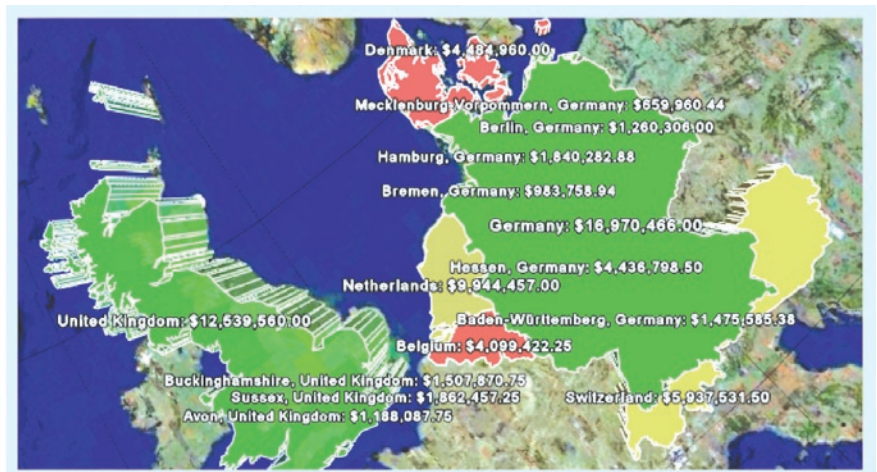 Denmark: $4,484,960.00
Mecklenburg-Vorpommern, Germany: $659,960.44
Berlin, Germany: $1,260,306.00
Hamburg, Germany: $1,840,282.88
Bremen, Germany: $983,758.94
Germany: $16,970,466.00
Hessen, Germany: $4,436,798.50
Netherlands: $9,944,457.00
United Kingdom: $12,539,560.00
Baden-Württemberg, Germany: $1,475,585.38
Belgium: $4,099,422.25
Buckinghamshire, United Kingdom: $1,507,870.75
Sussex, United Kingdom: $1,862,457.25
Switzerland: $5,937,531.50
Avon, United Kingdom: $1,188,087.75